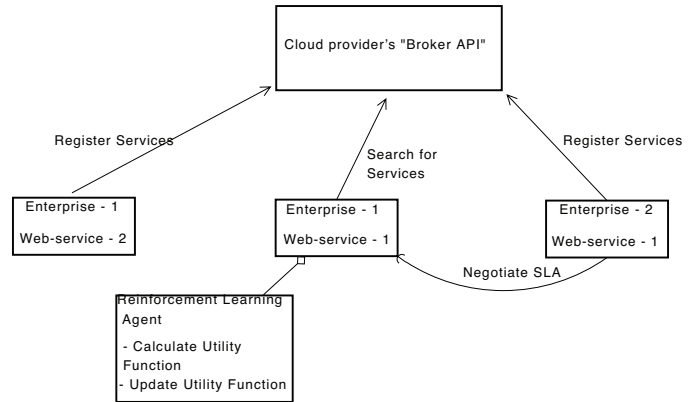 Cloud provider's "Broker API"
Register Services
Search for
Services
Register Services
Enterprise - 1
Web-service - 2
Enterprise - 1
Web-service - 1
Enterprise - 2
Web-service - 1
Negotiate SLA
Reinforcement Learning
Agent
- Calculate Utility
Function
- Update Utility Function